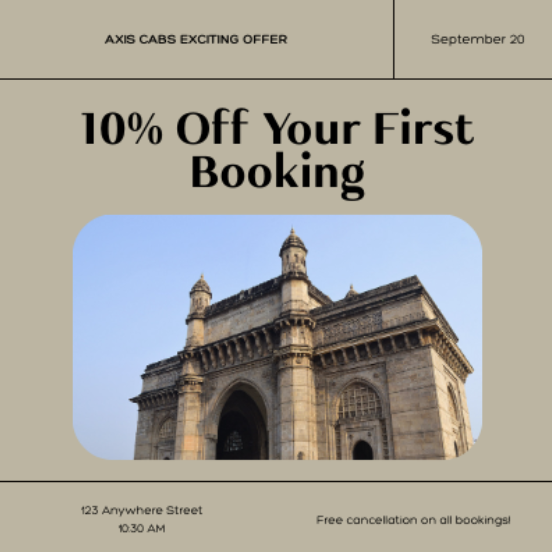 AXIS CABS EXCITING OFFER
September 20
10% Off Your First
Booking
123 Anywhere Street
10:30 AM
Free cancellation on all bookings!